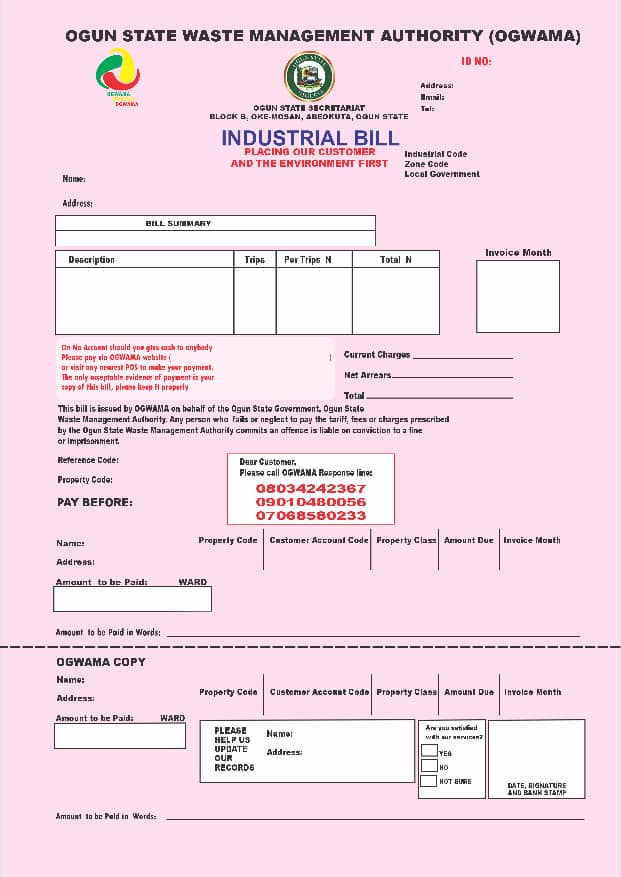 OGUN STATE WASTE MANAGEMENT AUTHORITY (OGWAMA)
OGWAMA
OGWAMA
OGUN STATE
ID NO:
Address:
Email:
Tel:
OGUN STATE SECRETARIAT
BLOCK B, OKE-MOSAN, ABEOKUTA, OGUN STATE
INDUSTRIAL BILL
PLACING OUR CUSTOMER
AND THE ENVIRONMENT FIRST
Industrial Code
Zone Code
Local Government
Name:
Address:
BILL SUMMARY
Description Trips Per Trips N Total N
Invoice Month
On No Account should you give cash to anybody
Please pay via OGWAMA website ( )
or visit any nearest POS to make your payment.
The only acceptable evidence of payment is your
copy of this bill, please keep it properly
Current Charges
Net Arrears
Total
This bill is issued by OGWAMA on behalf of the Ogun State Government, Ogun State
Waste Management Authority. Any person who fails or neglect to pay the tariff, fees or charges prescribed
by the Ogun State Waste Management Authority commits an offence is liable on conviction to a fine
or Imprisonment.
Reference Code:
Property Code:
PAY BEFORE:
Dear Customer,
Please call OGWAMA Response line:
08034242367
09010480056
07068580233
Name:
Address:
Property Code Customer Account Code Property Class Amount Due Invoice Month
Amount to be Paid: WARD
Amount to be Paid in Words:
OGWAMA COPY
Name:
Address:
Property Code Customer Account Code Property Class Amount Due Invoice Month
Amount to be Paid: WARD
PLEASE
HELP US
UPDATE
OUR
RECORDS
Name:
Address:
Are you satisfied
with our services?
YES
NO
NOT SURE
DATE, SIGNATURE
AND BANK STAMP
Amount to be Paid in Words: